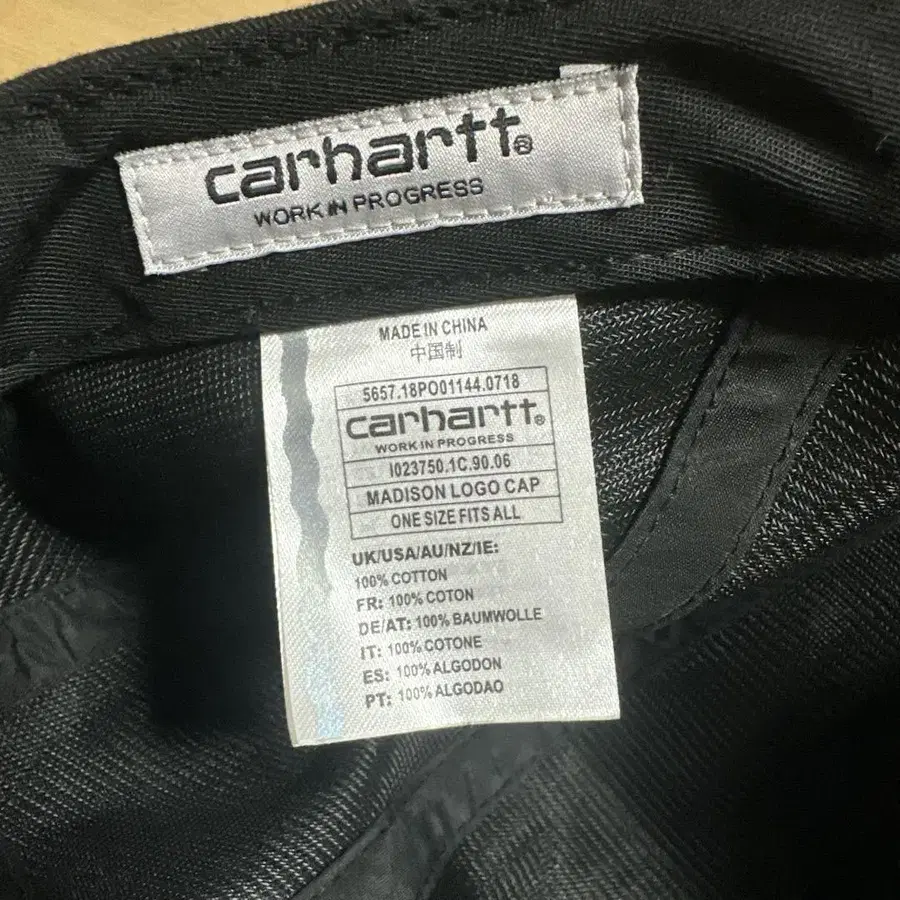 carhartt®
WORK IN PROGRESS
MADE IN CHINA
中国制
5657.18PO01144.0718
carhartt®
WORK IN PROGRESS
I023750.1C.90.06
MADISON LOGO CAP
ONE SIZE FITS ALL
UK/USA/AU/NZ/IE:
100% COTTON
FR: 100% COTON
DE/AT: 100% BAUMWOLLE
IT: 100% COTONE
ES: 100% ALGODON
PT: 100% ALGODAO